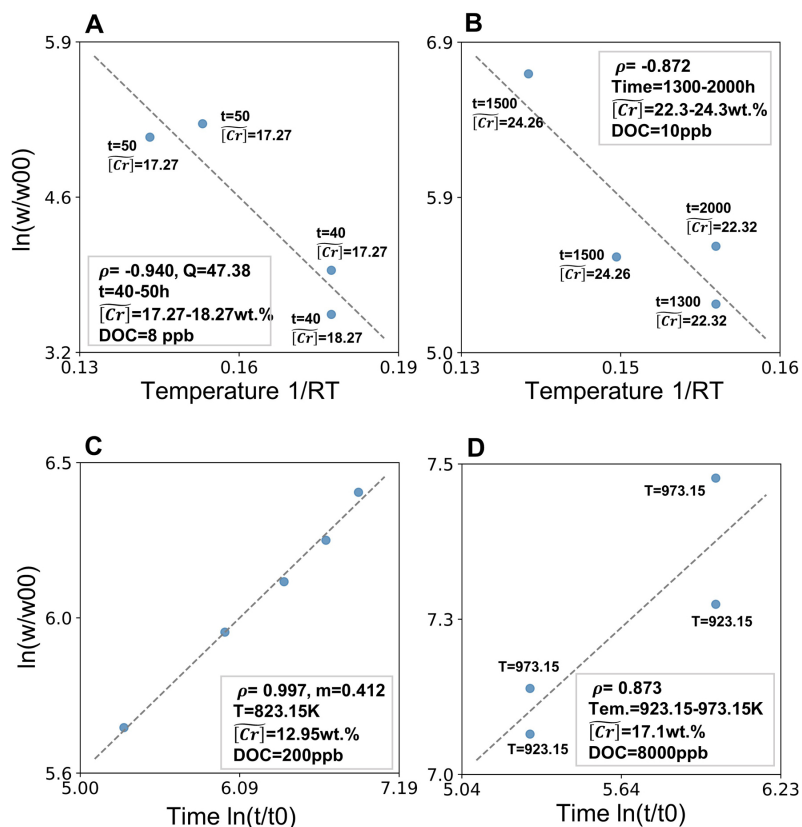 A
5.9
4.6
3.2
ln(w/w00)
t=50
[Cr]=17.27
t=50
[Cr]=17.27
t=40
[Cr]=17.27
t=40
[Cr]=18.27
ρ= -0.940, Q=47.38
t=40-50h
[Cr]=17.27-18.27wt.%
DOC=8 ppb
0.13
0.16
0.19
Temperature 1/RT
B
6.9
5.9
5.0
t=1500
[Cr]=24.26
ρ= -0.872
Time=1300-2000h
[Cr]=22.3-24.3wt.%
DOC=10ppb
t=2000
[Cr]=22.32
t=1500
[Cr]=24.26
t=1300
[Cr]=22.32
0.13
0.15
0.16
Temperature 1/RT
C
6.5
6.0
5.6
ln(w/w00)
ρ= 0.997, m=0.412
T=823.15K
[Cr]=12.95wt.%
DOC=200ppb
5.00
6.09
7.19
Time ln(t/t0)
D
7.5
7.3
7.0
T=973.15
T=923.15
T=973.15
T=923.15
ρ= 0.873
Tem.=923.15-973.15K
[Cr]=17.1wt.%
DOC=8000ppb
5.04
5.64
6.23
Time ln(t/t0)